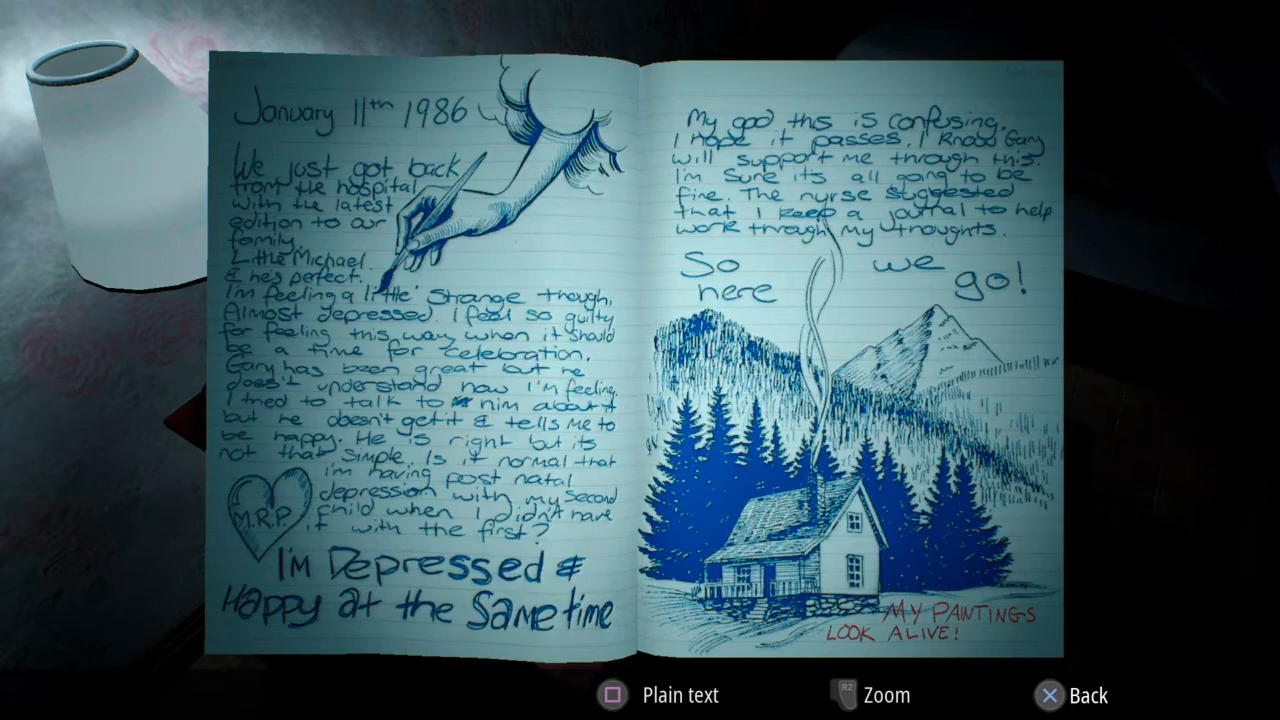 January 11th 1986
We just got back
from the hospital
with the latest
edition to our
family.
Little Michael
& he's perfect.
I'm feeling a little strange though,
Almost depressed. I feel so guilty
for feeling this way when it should
be a time for celebration.
Gary has been great but he
doesn't understand how I'm feeling.
I tried to talk to him about it
but he doesn't get it & tells me to
be happy. He is right but its
not that simple. Is it normal that
i'm having post natal
depression with my second
child when I didn't have
it with the first?
M.R.P.
I'm Depressed &
Happy at the Same time
My god this is confusing.
I hope it passes. I know Gary
will support me through this.
I'm sure its all going to be
fine. The nurse suggested
that I keep a journal to help
work through my thoughts.
So we
here go!
MY PAINTINGS
LOOK ALIVE!
Plain text
R2 Zoom
Back